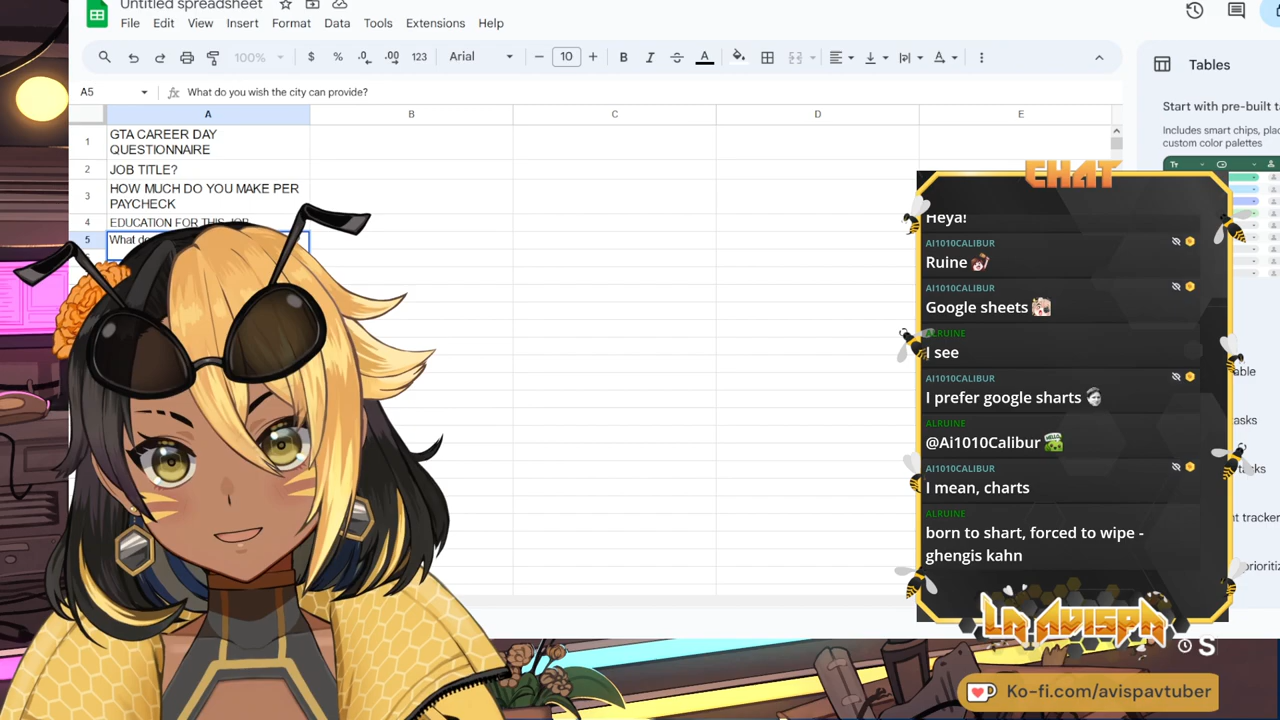 Untitled spreadsheet
File Edit View Insert Format Data Tools Extensions Help
100% $ % .0 .00 123 Arial 10 B I S A
Tables
A5 fx What do you wish the city can provide?
A B C D E
Start with pre-built
Includes smart chips,
custom color palettes
1 GTA CAREER DAY
QUESTIONNAIRE
2 JOB TITLE?
3 HOW MUCH DO YOU MAKE PER
PAYCHECK
4 EDUCATION FOR THIS JOB
5 What do
CHAT
Heya!
AI1010CALIBUR
Ruine
AI1010CALIBUR
Google sheets
ALRUINE
I see
AI1010CALIBUR
I prefer google sharts
ALRUINE
@Ai1010Calibur
AI1010CALIBUR
I mean, charts
ALRUINE
born to shart, forced to wipe -
ghengis kahn
LA AVISPA
S
Ko-fi.com/avispavtuber